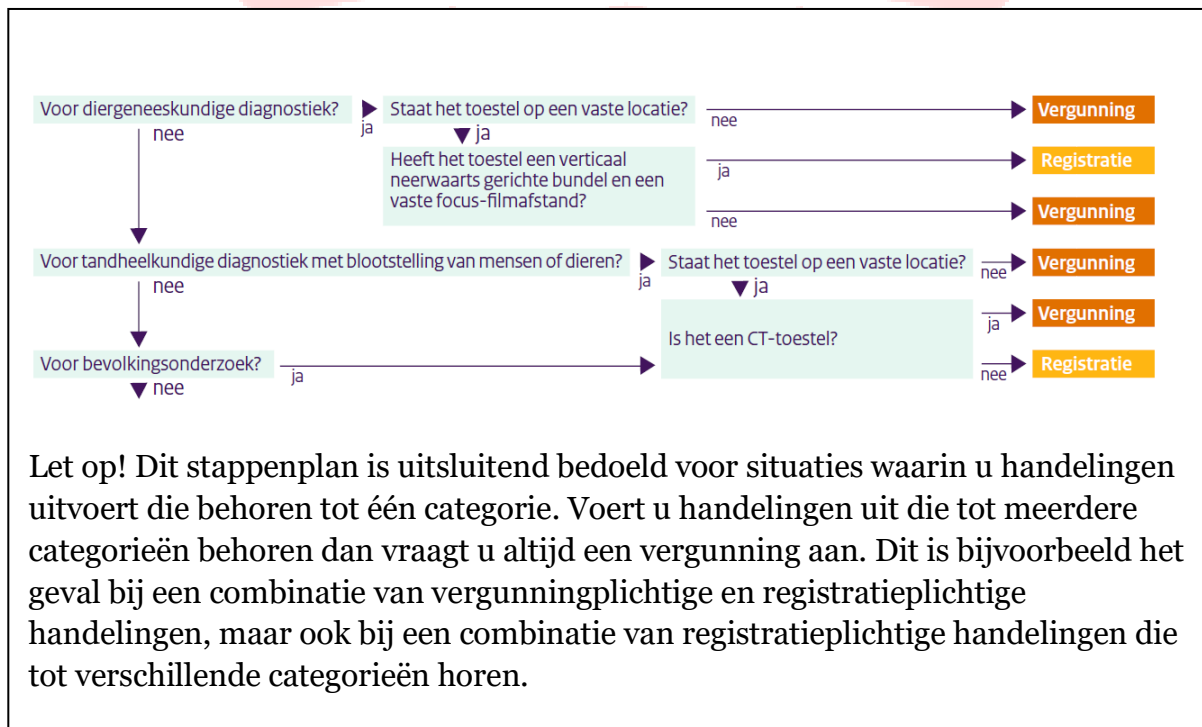 Voor diergeneeskundige diagnostiek?
ja
Staat het toestel op een vaste locatie?
nee
Vergunning
nee
ja
Heeft het toestel een verticaal
neerwaarts gerichte bundel en een
vaste focus-filmafstand?
ja
Registratie
nee
Vergunning
Voor tandheelkundige diagnostiek met blootstelling van mensen of dieren?
ja
Staat het toestel op een vaste locatie?
nee
Vergunning
nee
ja
Is het een CT-toestel?
ja
Vergunning
Voor bevolkingsonderzoek?
ja
nee
Registratie
nee
Let op! Dit stappenplan is uitsluitend bedoeld voor situaties waarin u handelingen
uitvoert die behoren tot één categorie. Voert u handelingen uit die tot meerdere
categorieën behoren dan vraagt u altijd een vergunning aan. Dit is bijvoorbeeld het
geval bij een combinatie van vergunningplichtige en registratieplichtige
handelingen, maar ook bij een combinatie van registratieplichtige handelingen die
tot verschillende categorieën horen.